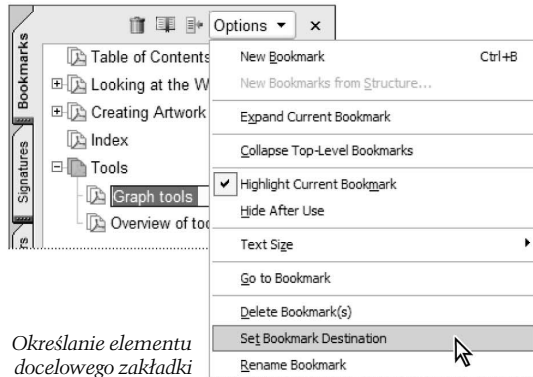 Options
Bookmarks
Signatures
Table of Contents
Looking at the W
Creating Artwork
Index
Tools
Graph tools
Overview of too
New Bookmark Ctrl+B
New Bookmarks from Structure...
Expand Current Bookmark
Collapse Top-Level Bookmarks
Highlight Current Bookmark
Hide After Use
Text Size
Go to Bookmark
Delete Bookmark(s)
Set Bookmark Destination
Rename Bookmark
Określanie elementu
docelowego zakładki